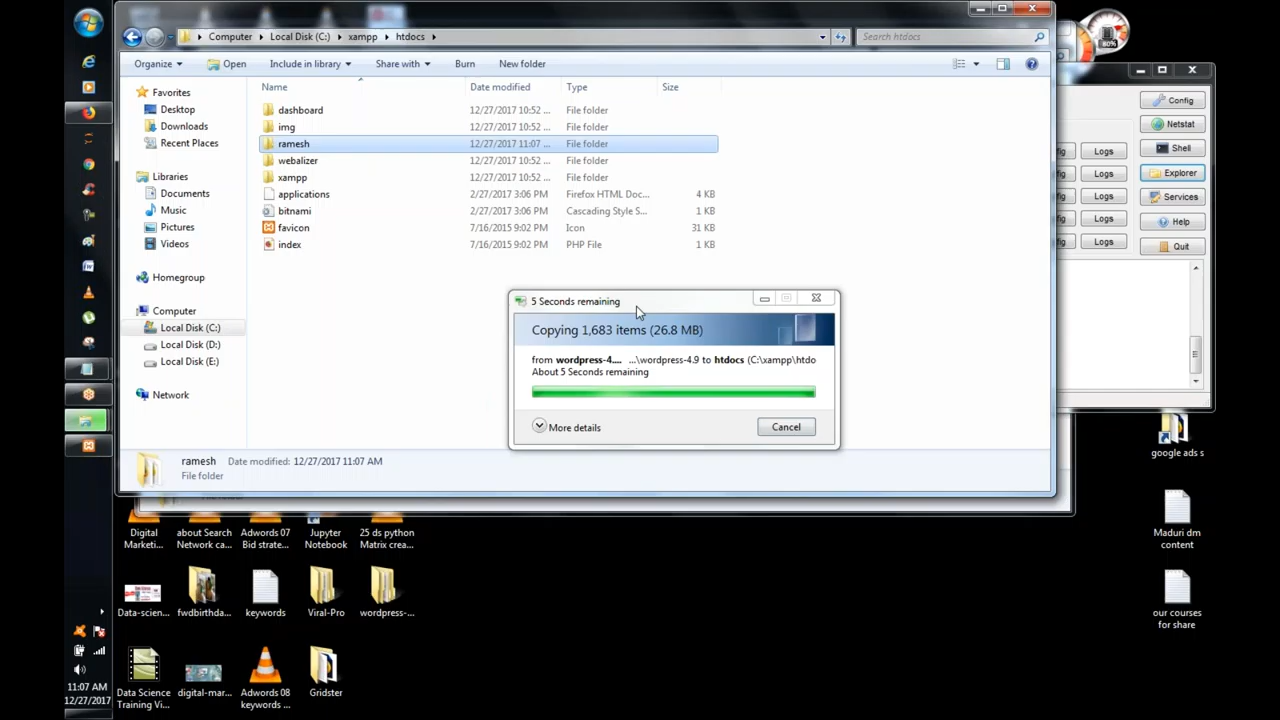 Computer
Local Disk (C:)
xampp
htdocs
Search htdocs
80%
Organize
Open
Include in library
Share with
Burn
New folder
Favorites
Desktop
Downloads
Recent Places
Libraries
Documents
Music
Pictures
Videos
Homegroup
Computer
Local Disk (C:)
Local Disk (D:)
Local Disk (E:)
Network
Name Date modified Type Size
dashboard 12/27/2017 10:52 ... File folder
img 12/27/2017 10:52 ... File folder
ramesh 12/27/2017 11:07 ... File folder
webalizer 12/27/2017 10:52 ... File folder
xampp 12/27/2017 10:52 ... File folder
applications 2/27/2017 3:06 PM Firefox HTML Doc... 4 KB
bitnami 2/27/2017 3:06 PM Cascading Style S... 1 KB
favicon 7/16/2015 9:02 PM Icon 31 KB
index 7/16/2015 9:02 PM PHP File 1 KB
5 Seconds remaining
Copying 1,683 items (26.8 MB)
from wordpress-4.... ...\wordpress-4.9 to htdocs (C:\xampp\htdo
About 5 Seconds remaining
More details
Cancel
ramesh Date modified: 12/27/2017 11:07 AM
File folder
Config
Netstat
Logs
Shell
Logs
Explorer
Logs
Services
Logs
Help
Logs
Quit
google ads s
Maduri dm
content
our courses
for share
Digital
Marketi...
about Search
Network ca...
Adwords 07
Bid strate...
Jupyter
Notebook
25 ds python
Matrix crea...
Data-scien...
fwdbirthda...
keywords
Viral-Pro
wordpress-...
Data Science
Training Vi...
digital-mar...
Adwords 08
keywords ...
Gridster
11:07 AM
12/27/2017